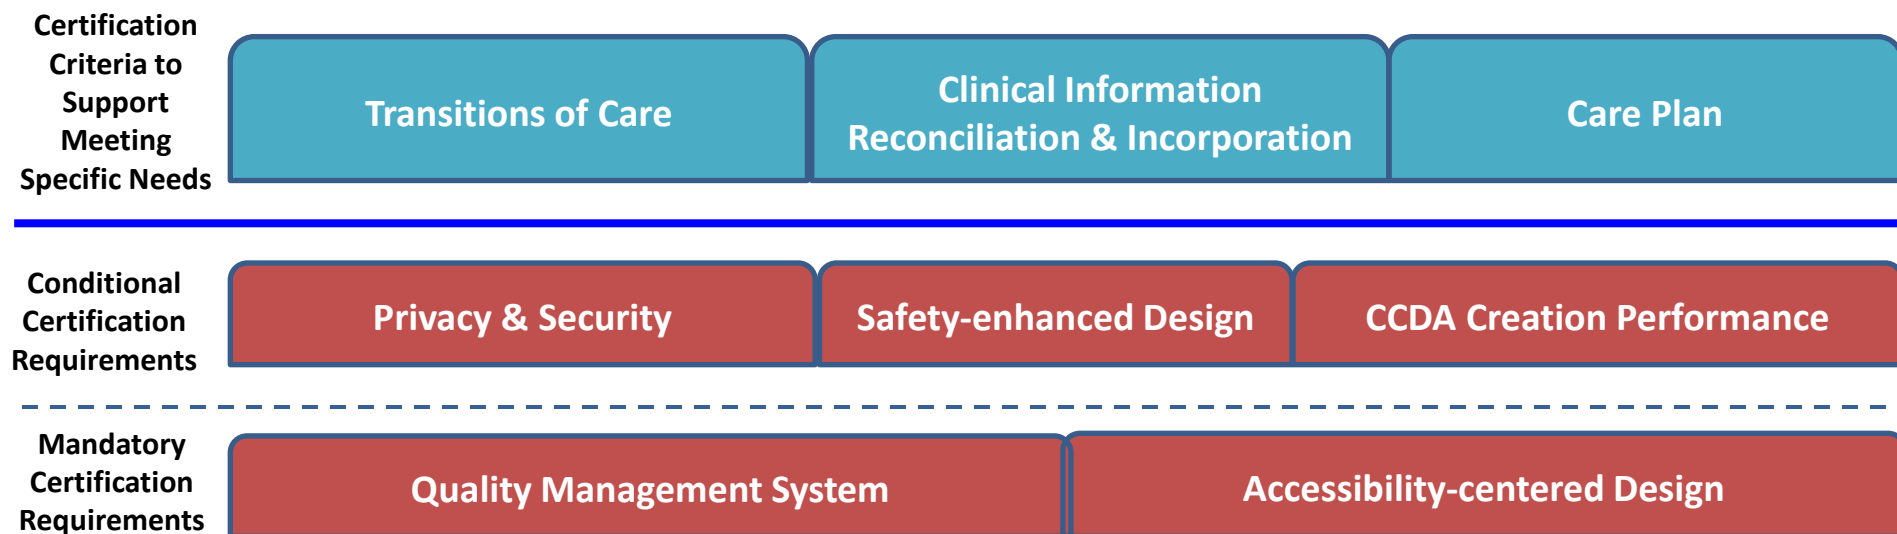 Certification
Criteria to
Support
Meeting
Specific Needs
Transitions of Care
Clinical Information
Reconciliation & Incorporation
Care Plan
Conditional
Certification
Requirements
Privacy & Security
Safety-enhanced Design
CCDA Creation Performance
Mandatory
Certification
Requirements
Quality Management System
Accessibility-centered Design